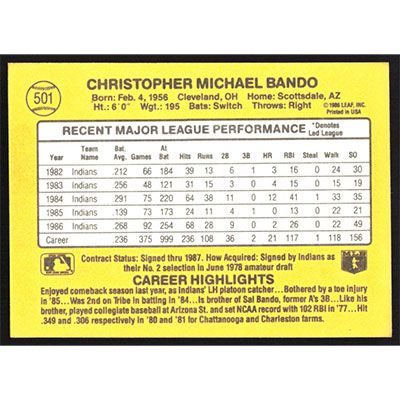 501
CHRISTOPHER MICHAEL BANDO
Born: Feb. 4, 1956 Cleveland, OH Home: Scottsdale, AZ
Ht.: 6'0" Wgt.: 195 Bats: Switch Throws: Right
©1986 LEAF, INC.
Printed in USA
RECENT MAJOR LEAGUE PERFORMANCE
*Denotes
Led League
Year Team Name Bat. Avg. Games At Bat Hits Runs 2B 3B HR RBI Steal Walk SO
1982 Indians .212 66 184 39 13 6 1 3 16 0 24 30
1983 Indians .256 48 121 31 15 3 0 4 15 0 15 19
1984 Indians .291 75 220 64 38 11 0 12 41 1 33 35
1985 Indians .139 73 173 24 11 4 1 0 13 0 22 21
1986 Indians .268 92 254 68 28 9 0 2 26 0 22 49
Career .236 375 999 236 108 36 2 21 117 1 118 156
Contract Status: Signed thru 1987. How Acquired: Signed by Indians as
their No. 2 selection in June 1978 amateur draft
CAREER HIGHLIGHTS
Enjoyed comeback season last year, as Indians' LH platoon catcher...Bothered by a toe injury
in '85...Was 2nd on Tribe in batting in '84...Is brother of Sal Bando, former A's 3B...Like his
brother, played collegiate baseball at Arizona St. and set NCAA record with 102 RBI in '77...Hit
.349 and .306 respectively in '80 and '81 for Chattanooga and Charleston farms.